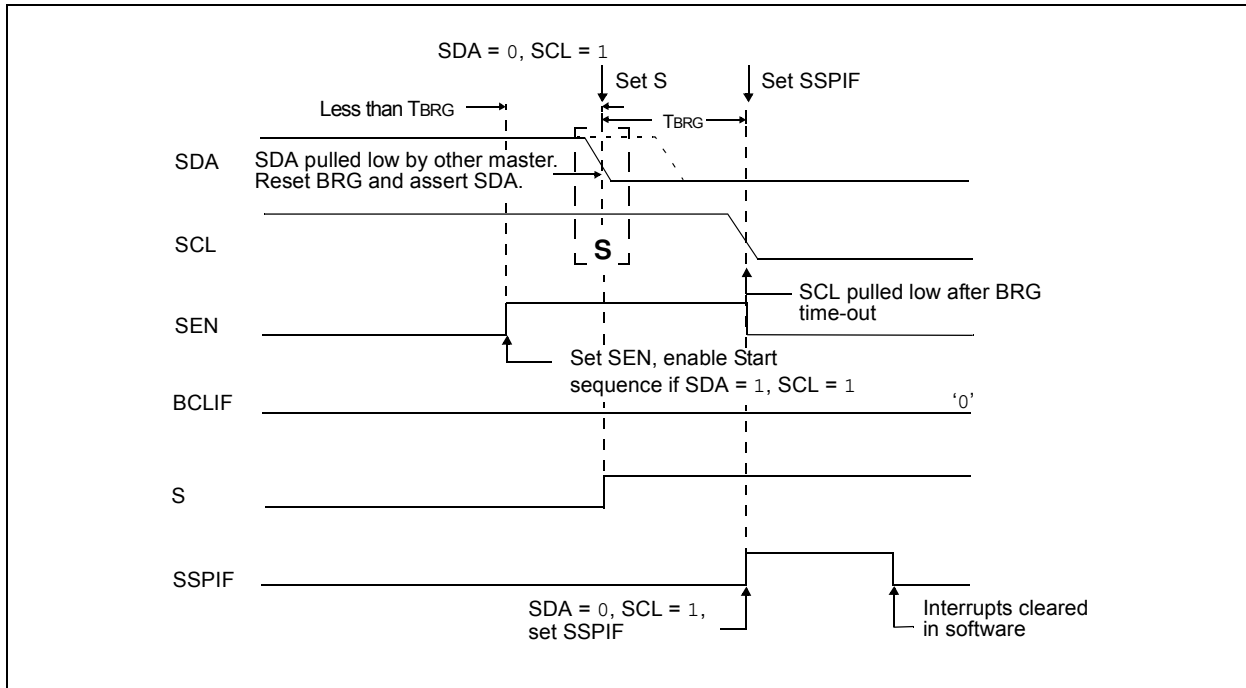 SDA = 0, SCL = 1
Set S
Set SSPIF
Less than TBRG
TBRG
SDA
SDA pulled low by other master.
Reset BRG and assert SDA.
SCL
S
SCL pulled low after BRG
time-out
SEN
Set SEN, enable Start
sequence if SDA = 1, SCL = 1
BCLIF
‘0’
S
SSPIF
SDA = 0, SCL = 1,
set SSPIF
Interrupts cleared
in software